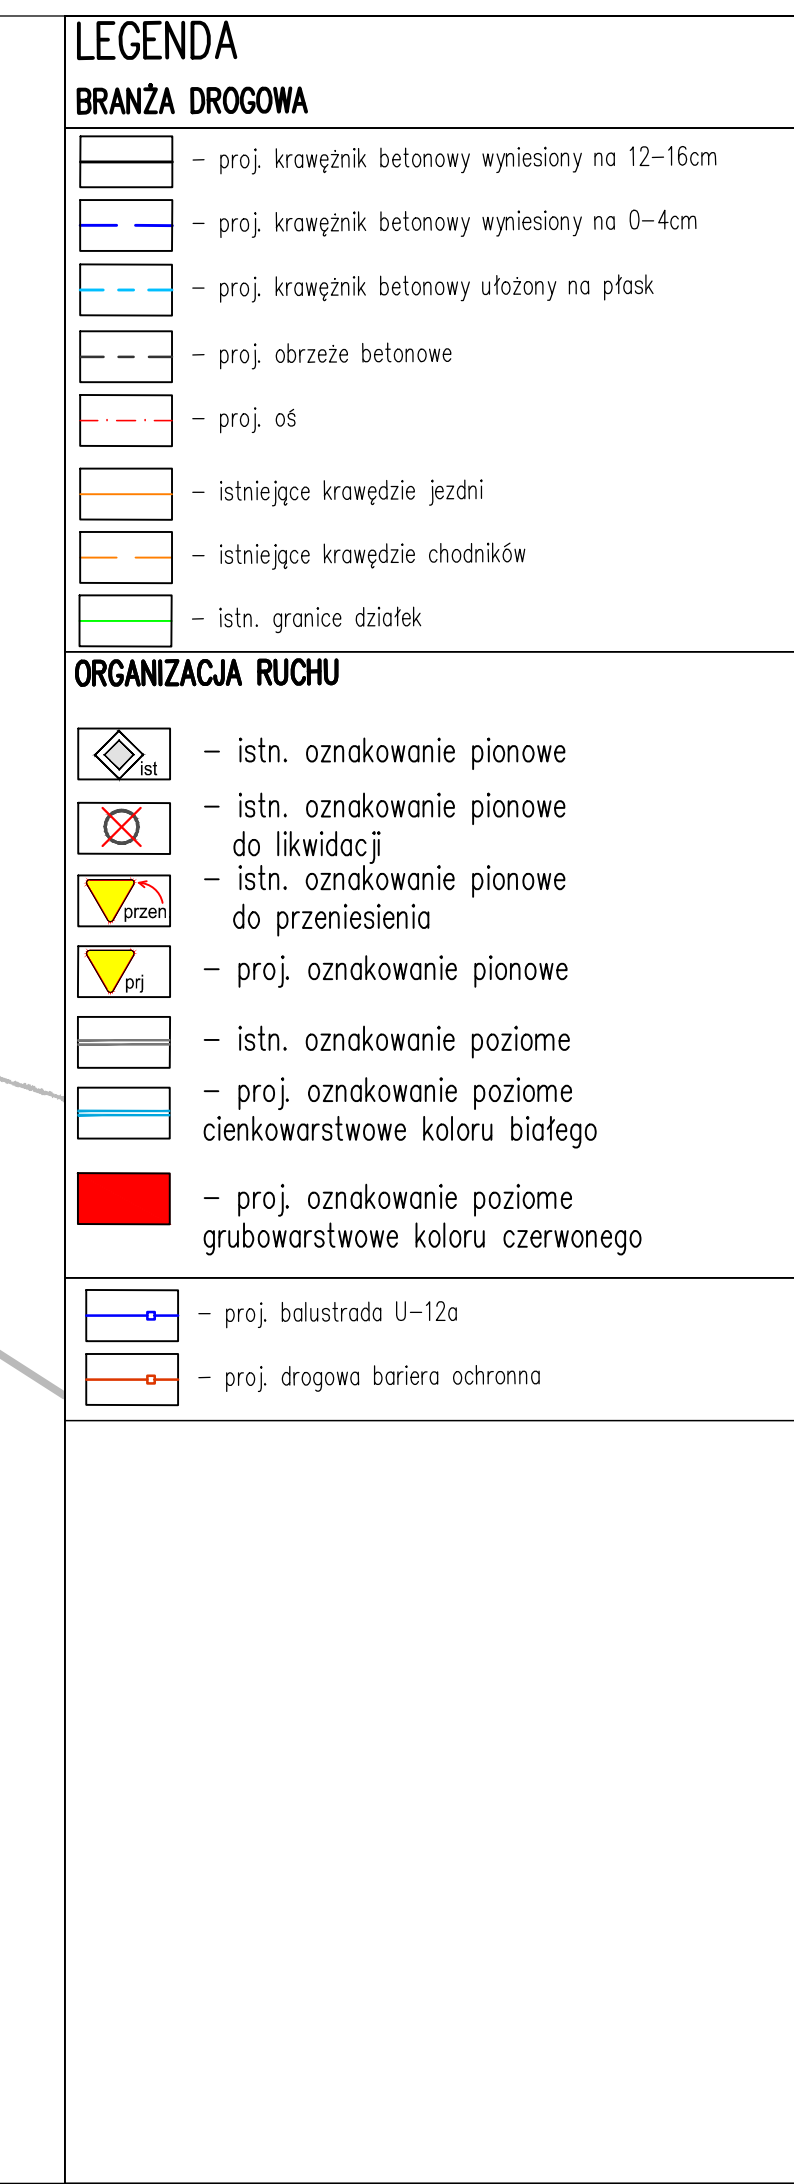 LEGENDA
BRANŻA DROGOWA
– proj. krawężnik betonowy wyniesiony na 12–16cm
– proj. krawężnik betonowy wyniesiony na 0–4cm
– proj. krawężnik betonowy ułożony na płask
– proj. obrzeże betonowe
– proj. oś
– istniejące krawędzie jezdni
– istniejące krawędzie chodników
– istn. granice działek
ORGANIZACJA RUCHU
ist – istn. oznakowanie pionowe
– istn. oznakowanie pionowe
do likwidacji
– istn. oznakowanie pionowe
przen do przeniesienia
prj – proj. oznakowanie pionowe
– istn. oznakowanie poziome
– proj. oznakowanie poziome
cienkowarstwowe koloru białego
– proj. oznakowanie poziome
grubowarstwowe koloru czerwonego
– proj. balustrada U–12a
– proj. drogowa bariera ochronna